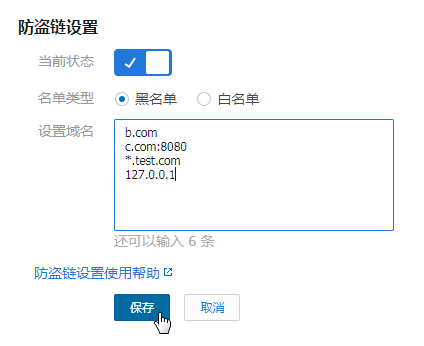 防盗链设置
当前状态
名单类型 黑名单 白名单
设置域名
b.com
c.com:8080
*.test.com
127.0.0.1
还可以输入 6 条
防盗链设置使用帮助
保存 取消